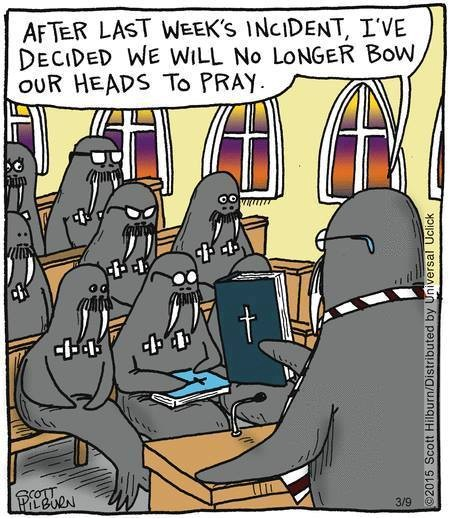 AFTER LAST WEEK'S INCIDENT, I'VE
DECIDED WE WILL NO LONGER BOW
OUR HEADS TO PRAY.
©2015 Scott Hilburn/Distributed by Universal Uclick
SCOTT
HILBURN
3/9